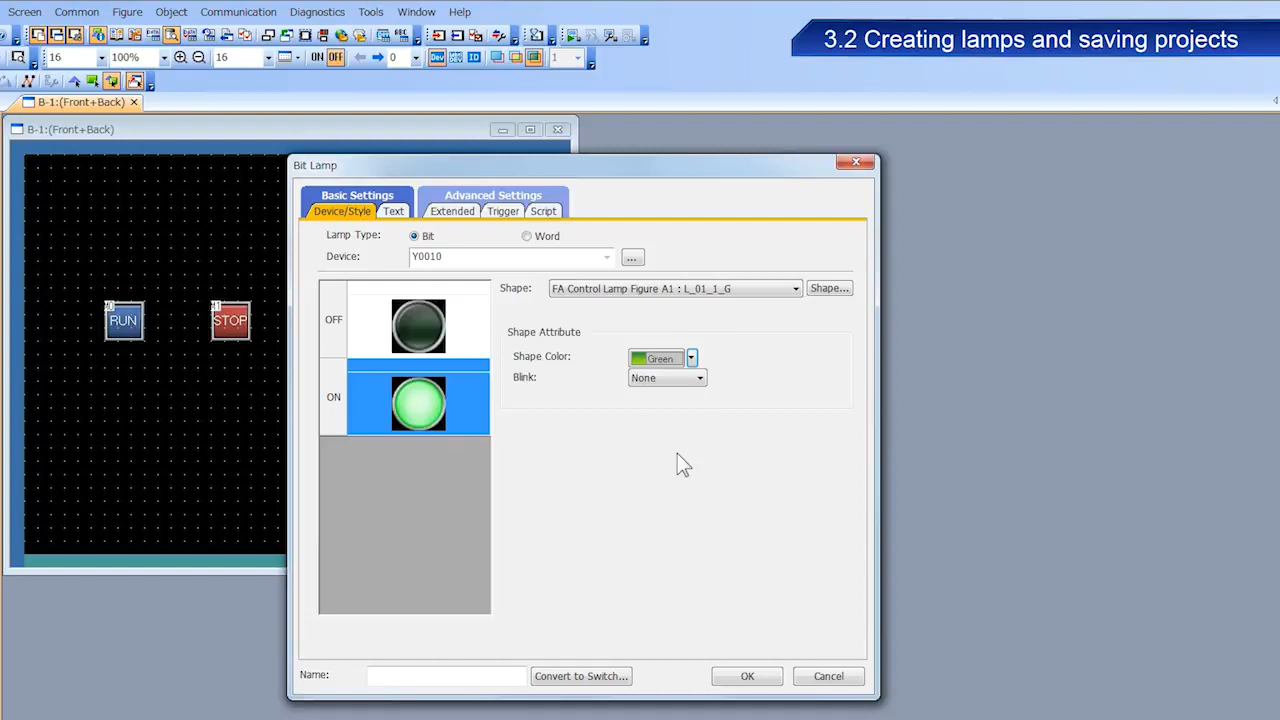 Screen Common Figure Object Communication Diagnostics Tools Window Help
3.2 Creating lamps and saving projects
16 100% 16 ON OFF 0 Dev ID 1
B-1:(Front+Back)
B-1:(Front+Back)
RUN STOP
Bit Lamp
Basic Settings Advanced Settings
Device/Style Text Extended Trigger Script
Lamp Type: Bit Word
Device: Y0010 ...
Shape: FA Control Lamp Figure A1 : L_01_1_G Shape...
OFF
Shape Attribute
Shape Color: Green
Blink: None
ON
Name: Convert to Switch... OK Cancel